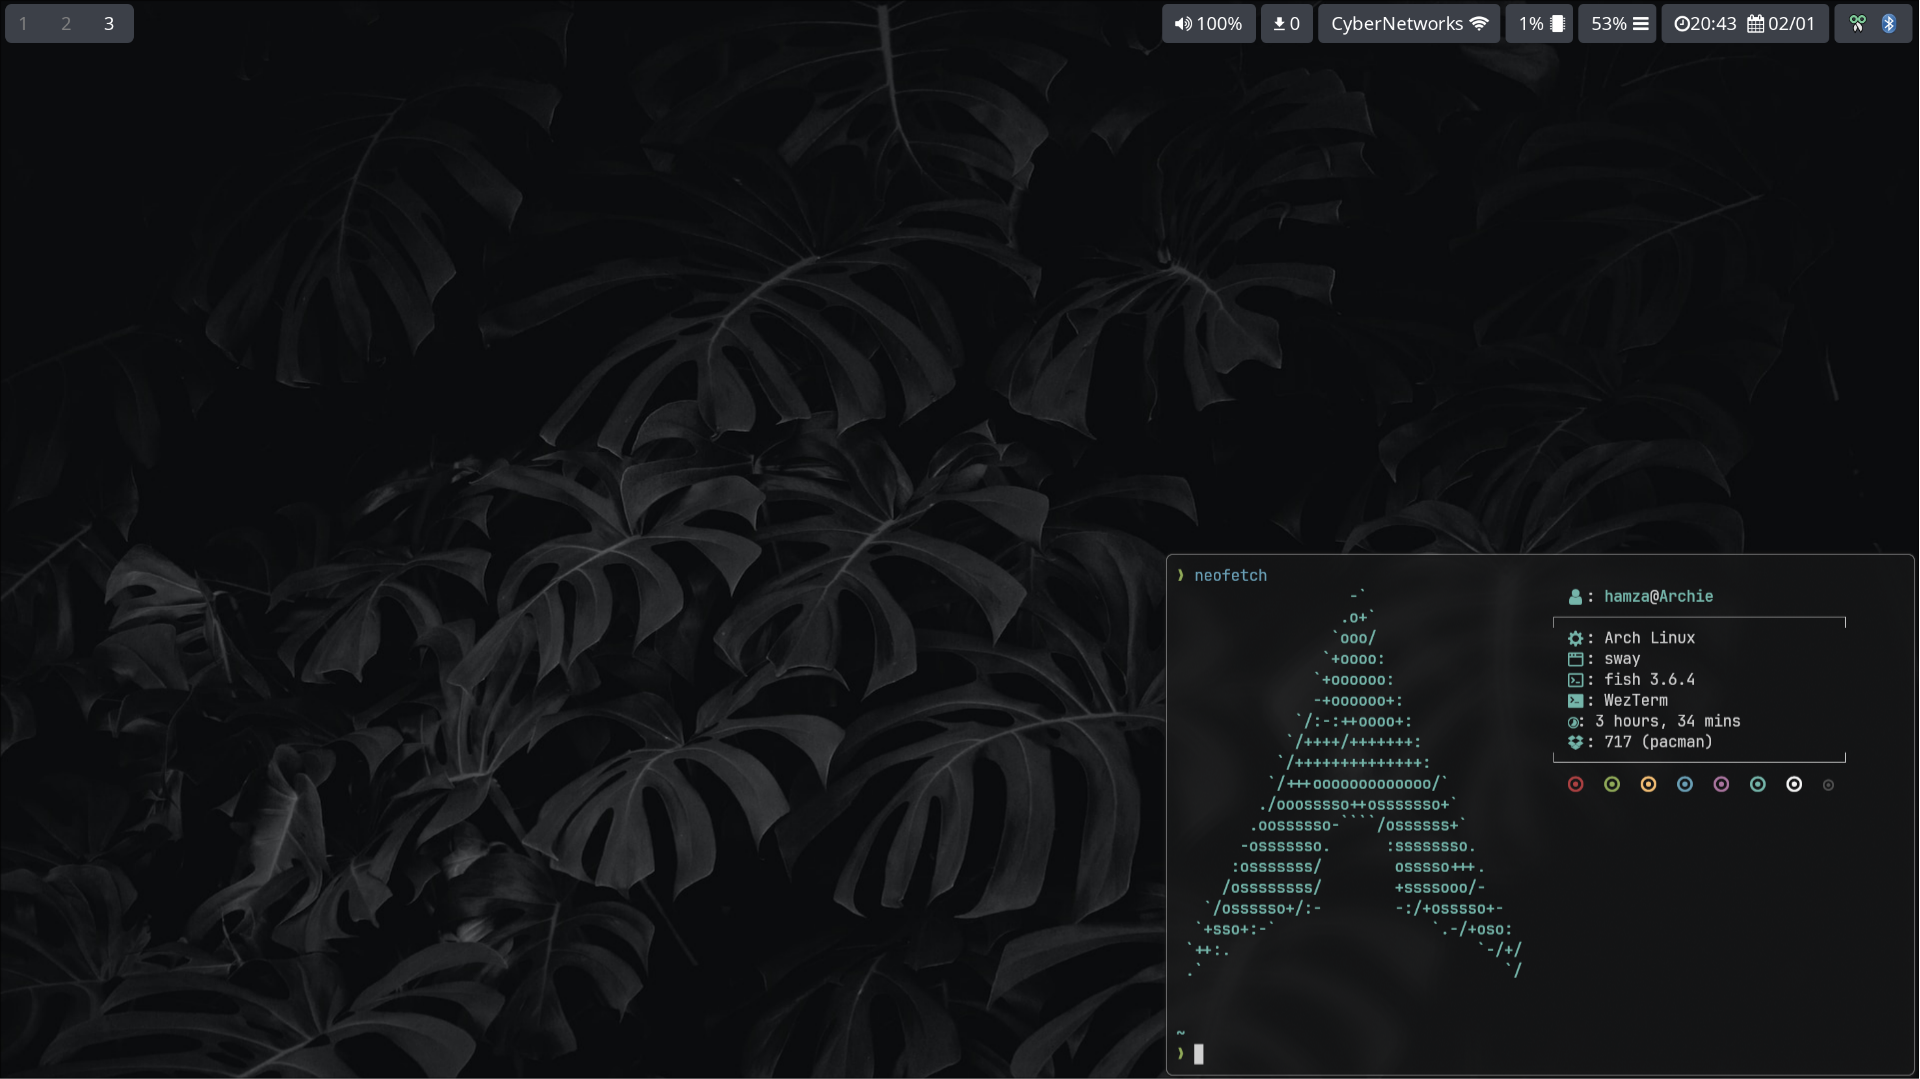 1 2 3
100% 0 CyberNetworks 1% 53% 20:43 02/01
❯ neofetch
-`
.o+`
`ooo/
`+oooo:
`+oooooo:
-+oooooo+:
`/:-:++oooo+:
`/++++/+++++++:
`/++++++++++++++:
`/+++ooooooooooooo/`
./ooosssso++osssssso+`
.oossssso-````/ossssss+`
-osssssso.      :ssssssso.
:osssssss/        osssso+++.
/ossssssss/        +ssssooo/-
`/ossssso+/:-        -:/+osssso+-
`+sso+:-`                 `.-/+oso:
`++:.                           `-/+/
.`                                 `/
: hamza@Archie
: Arch Linux
: sway
: fish 3.6.4
: WezTerm
: 3 hours, 34 mins
: 717 (pacman)
~
❯